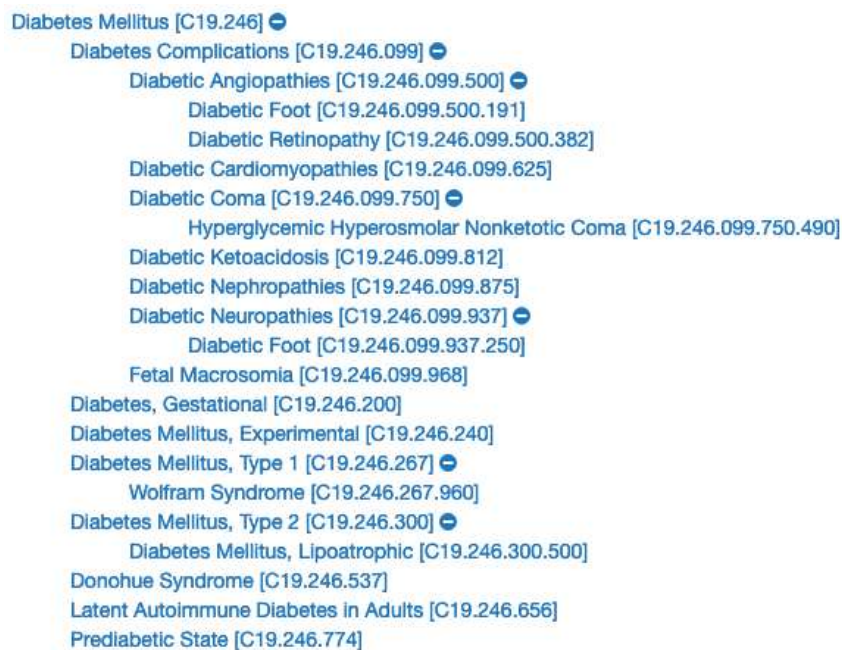 Diabetes Mellitus [C19.246]
Diabetes Complications [C19.246.099]
Diabetic Angiopathies [C19.246.099.500]
Diabetic Foot [C19.246.099.500.191]
Diabetic Retinopathy [C19.246.099.500.382]
Diabetic Cardiomyopathies [C19.246.099.625]
Diabetic Coma [C19.246.099.750]
Hyperglycemic Hyperosmolar Nonketotic Coma [C19.246.099.750.490]
Diabetic Ketoacidosis [C19.246.099.812]
Diabetic Nephropathies [C19.246.099.875]
Diabetic Neuropathies [C19.246.099.937]
Diabetic Foot [C19.246.099.937.250]
Fetal Macrosomia [C19.246.099.968]
Diabetes, Gestational [C19.246.200]
Diabetes Mellitus, Experimental [C19.246.240]
Diabetes Mellitus, Type 1 [C19.246.267]
Wolfram Syndrome [C19.246.267.960]
Diabetes Mellitus, Type 2 [C19.246.300]
Diabetes Mellitus, Lipoatrophic [C19.246.300.500]
Donohue Syndrome [C19.246.537]
Latent Autoimmune Diabetes in Adults [C19.246.656]
Prediabetic State [C19.246.774]